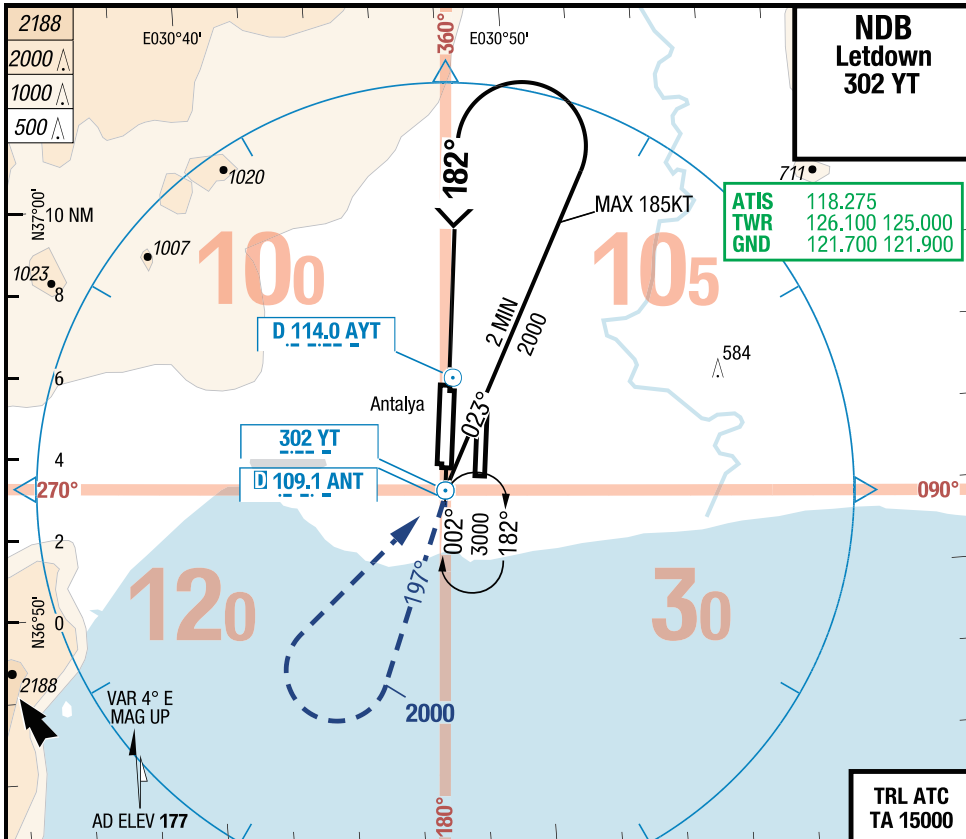 2188
2000
1000
500
E030°40'
360°
E030°50'
NDB
Letdown
302 YT
182°
1020
711
MAX 185KT
ATIS 118.275
TWR 126.100 125.000
GND 121.700 121.900
N37°00'
10 NM
1007
1023
100
105
8
2 MIN
2000
D 114.0 AYT
584
6
Antalya
023°
302 YT
4
D 109.1 ANT
270°
090°
002°
3000
182°
2
197°
120
30
N36°50'
0
2188
VAR 4° E
MAG UP
2000
AD ELEV 177
180°
TRL ATC
TA 15000